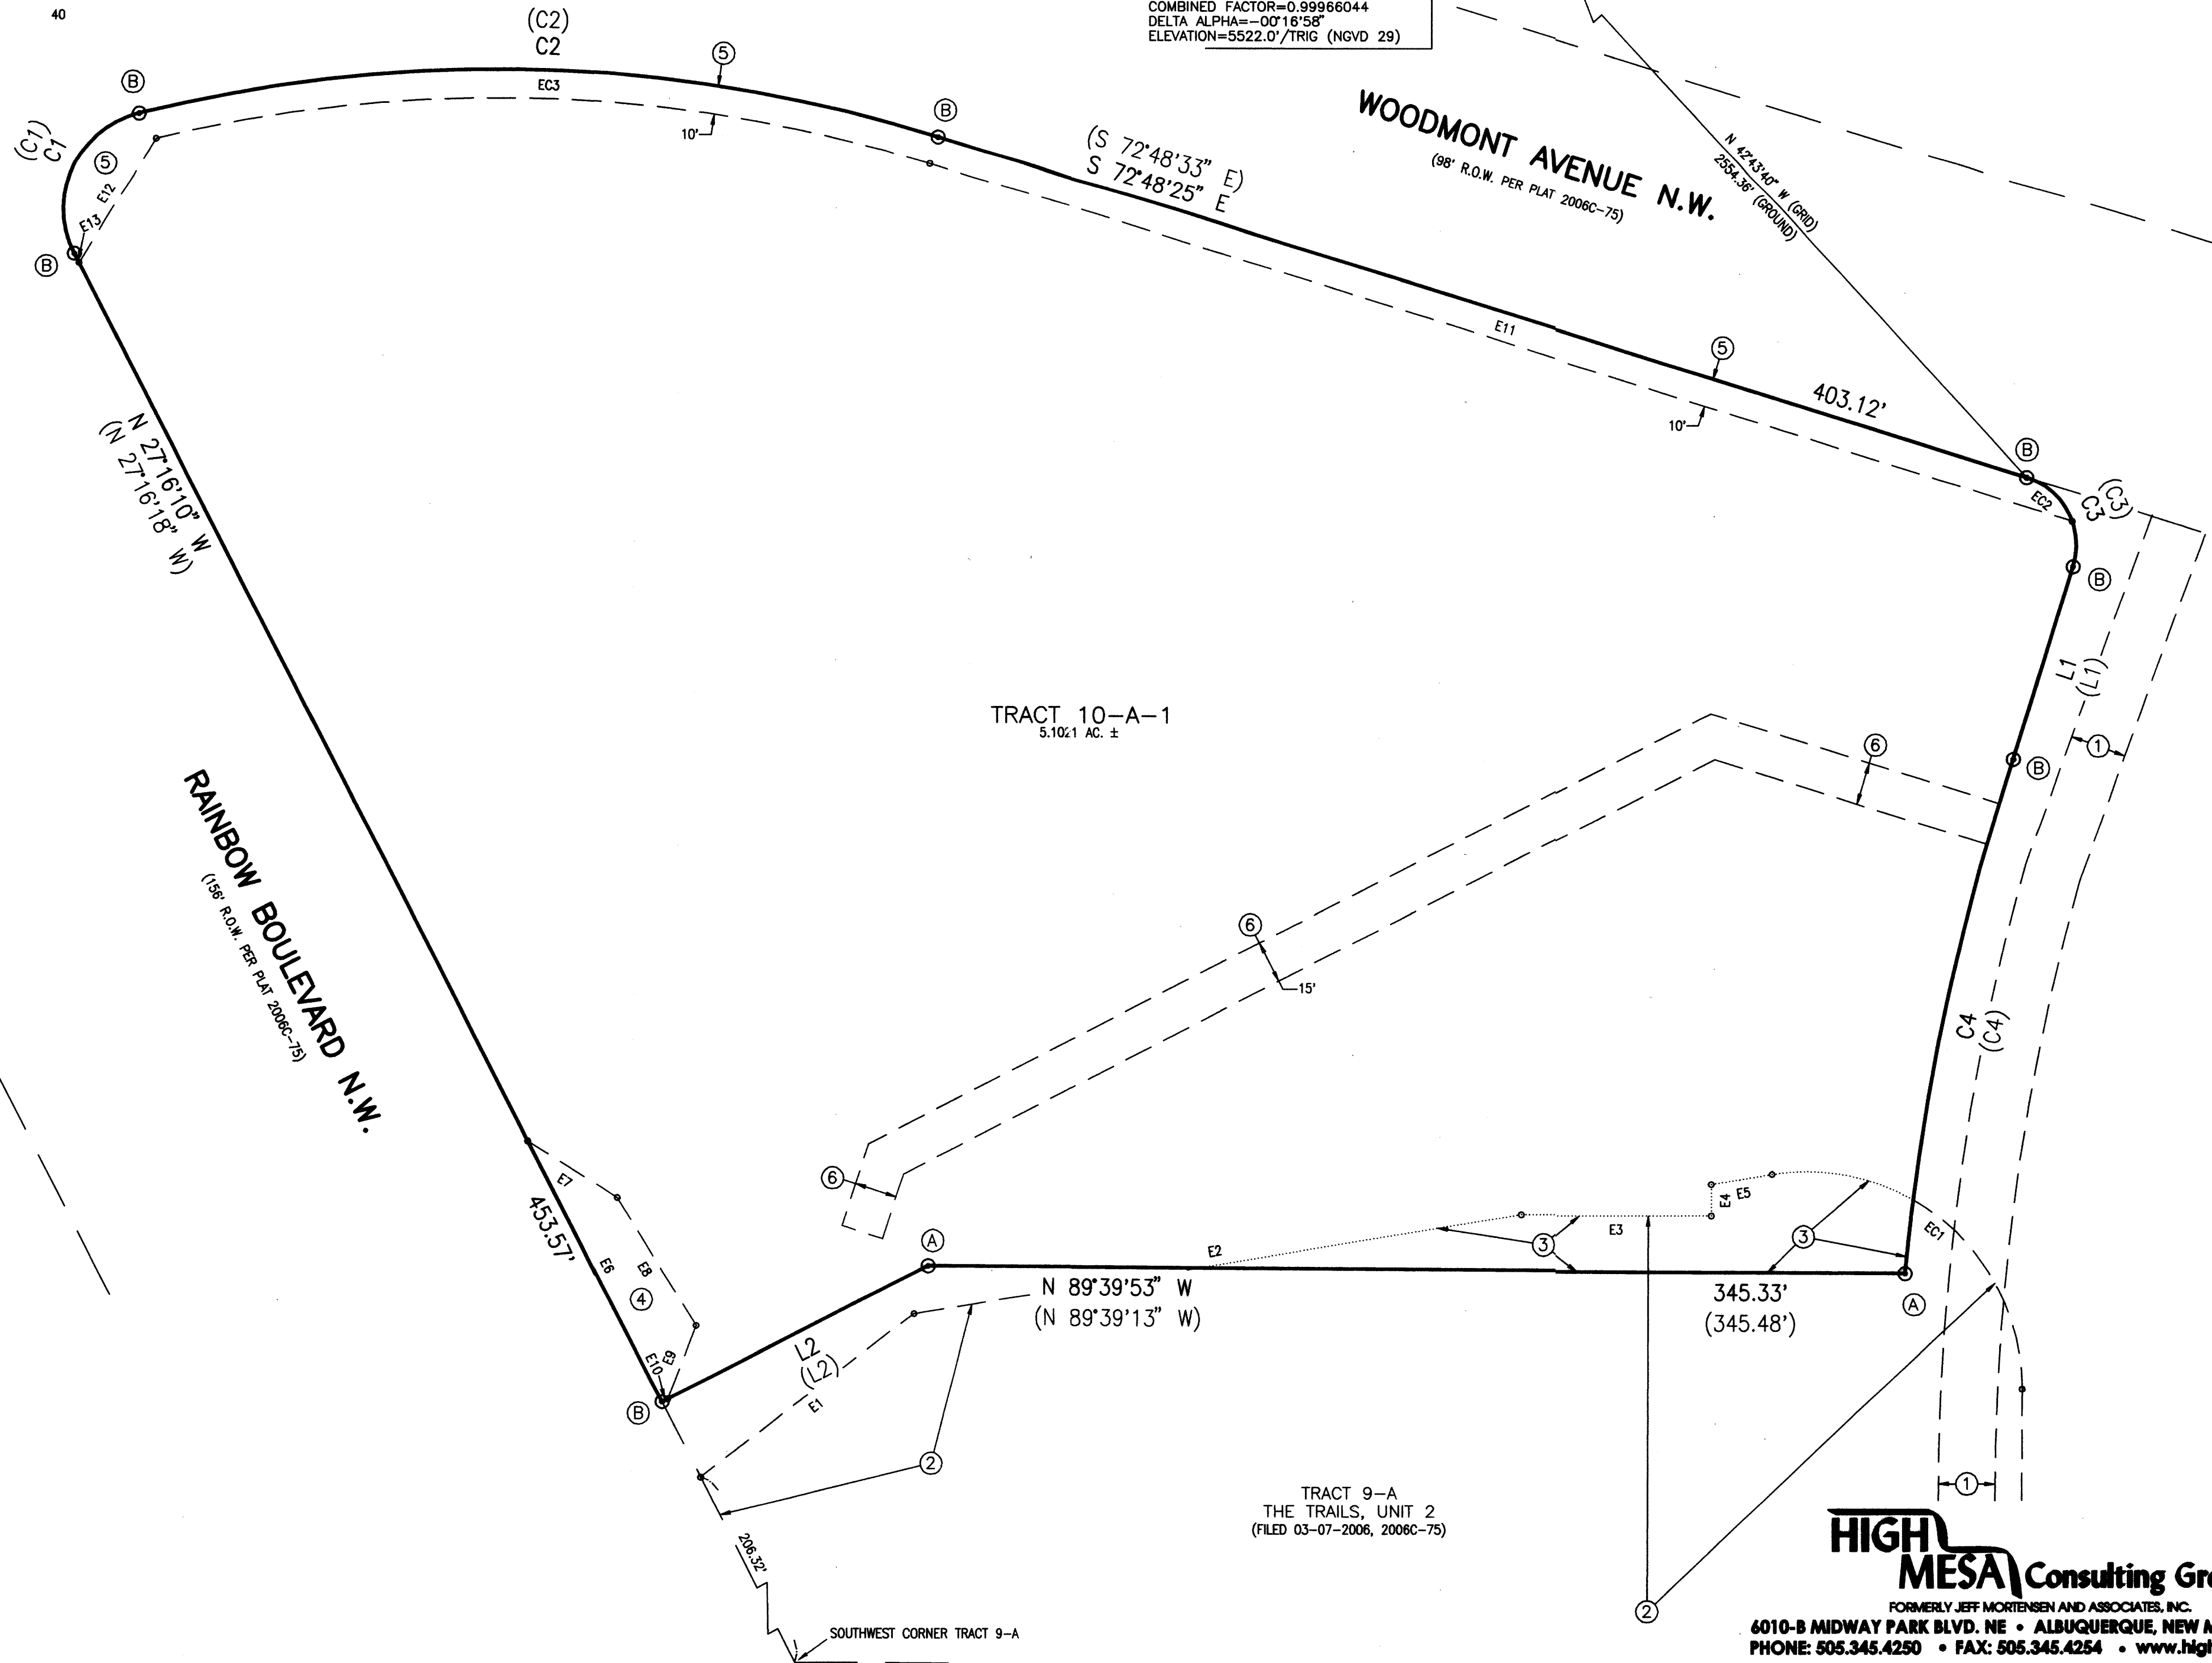 40
COMBINED FACTOR=0.99966044
DELTA ALPHA=-00°16'58"
ELEVATION=5522.0'/TRIG (NGVD 29)
(C2)
C2
5
B
EC3
10'
B
B
(C1)
C1
5
E12
E13
B
(S 72°48'33" E)
S 72°48'25" E
WOODMONT AVENUE N.W.
(98' R.O.W. PER PLAT 2006C-75)
N 42°43'40" W (GRID)
2554.36' (GROUND)
E11
5
403.12'
10'
B
EC2
(C3)
C3
B
N 27°16'10" W
(N 27°16'18" W)
L1
(L1)
1
B
6
TRACT 10-A-1
5.1021 AC. ±
RAINBOW BOULEVARD N.W.
(156' R.O.W. PER PLAT 2006C-75)
6
15'
C4
(C4)
6
E7
453.57'
E6
E8
4
E10
E9
B
A
E2
3
E3
E4
E5
3
EC1
N 89°39'53" W
(N 89°39'13" W)
345.33'
(345.48')
A
L2
(L2)
E1
2
1
TRACT 9-A
THE TRAILS, UNIT 2
(FILED 03-07-2006, 2006C-75)
206.32'
2
SOUTHWEST CORNER TRACT 9-A
HIGH
MESA Consulting Gr
FORMERLY JEFF MORTENSEN AND ASSOCIATES, INC.
6010-B MIDWAY PARK BLVD. NE • ALBUQUERQUE, NEW M
PHONE: 505.345.4250 • FAX: 505.345.4254 • www.hig